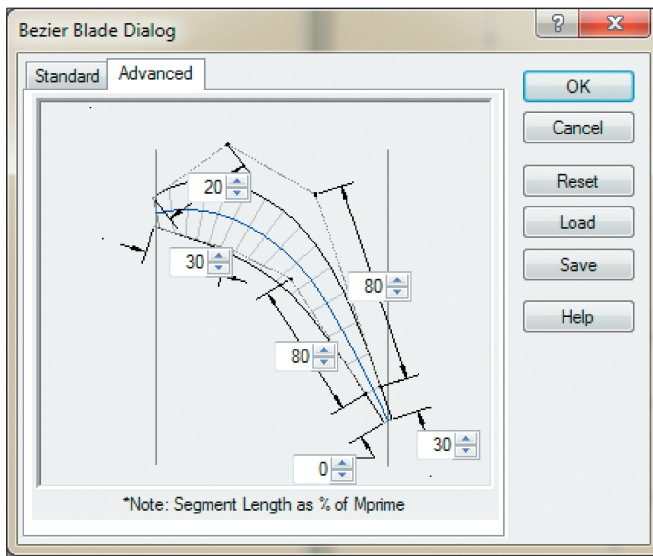 Bezier Blade Dialog
Standard
Advanced
20
30
80
80
30
0
*Note: Segment Length as % of Mprime
OK
Cancel
Reset
Load
Save
Help